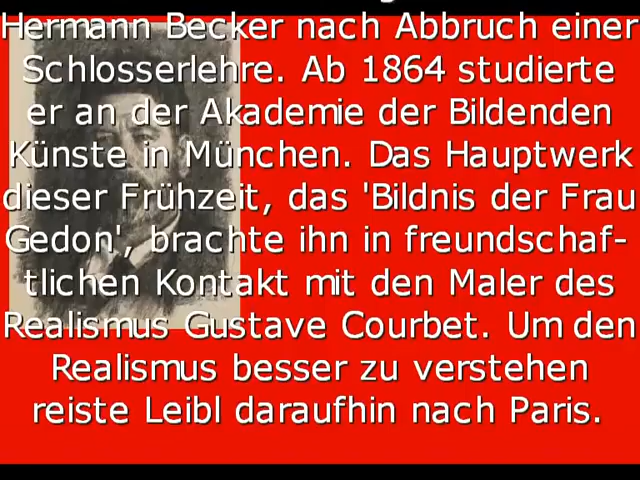 Hermann Becker nach Abbruch einer
Schlosserlehre. Ab 1864 studierte
er an der Akademie der Bildenden
Künste in München. Das Hauptwerk
dieser Frühzeit, das 'Bildnis der Frau
Gedon', brachte ihn in freundschaf-
tlichen Kontakt mit den Maler des
Realismus Gustave Courbet. Um den
Realismus besser zu verstehen
reiste Leibl daraufhin nach Paris.